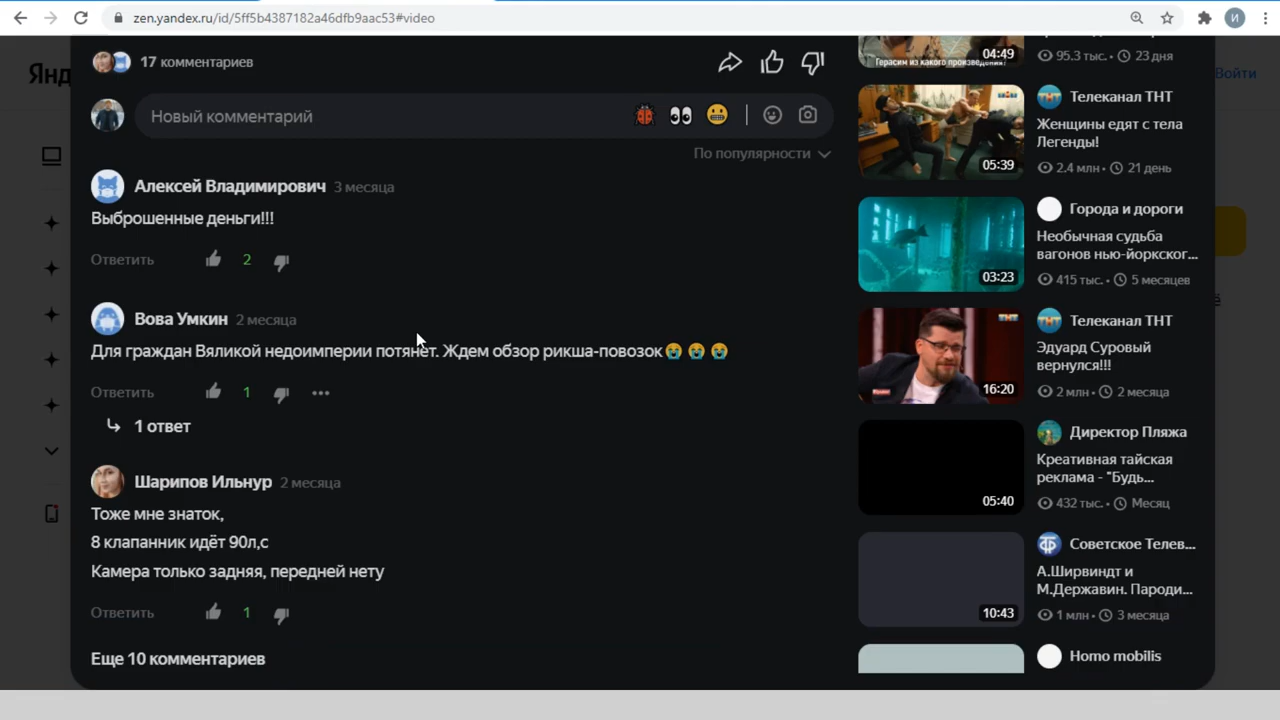 zen.yandex.ru/id/5ff5b4387182a46dfb9aac53#video
И
Янд
Войти
17 комментариев
Новый комментарий
По популярности
Алексей Владимирович 3 месяца
Выброшенные деньги!!!
Ответить 2
Вова Умкин 2 месяца
Для граждан Вяликой недоимперии потянет. Ждем обзор рикша-повозок😭😭😭
Ответить 1
1 ответ
Шарипов Ильнур 2 месяца
Тоже мне знаток,
8 клапанник идёт 90л,с
Камера только задняя, передней нету
Ответить 1
Еще 10 комментариев
Герасим из какого произведения?
04:49
95.3 тыс. • 23 дня
05:39
Телеканал ТНТ
Женщины едят с тела
Легенды!
2.4 млн • 21 день
03:23
Города и дороги
Необычная судьба
вагонов нью-йоркског...
415 тыс. • 5 месяцев
ТНТ
16:20
Телеканал ТНТ
Эдуард Суровый
вернулся!!!
2 млн • 2 месяца
05:40
Директор Пляжа
Креативная тайская
реклама - "Будь...
432 тыс. • Месяц
10:43
Советское Телев...
А.Ширвиндт и
М.Державин. Пароди...
1 млн • 3 месяца
Homo mobilis